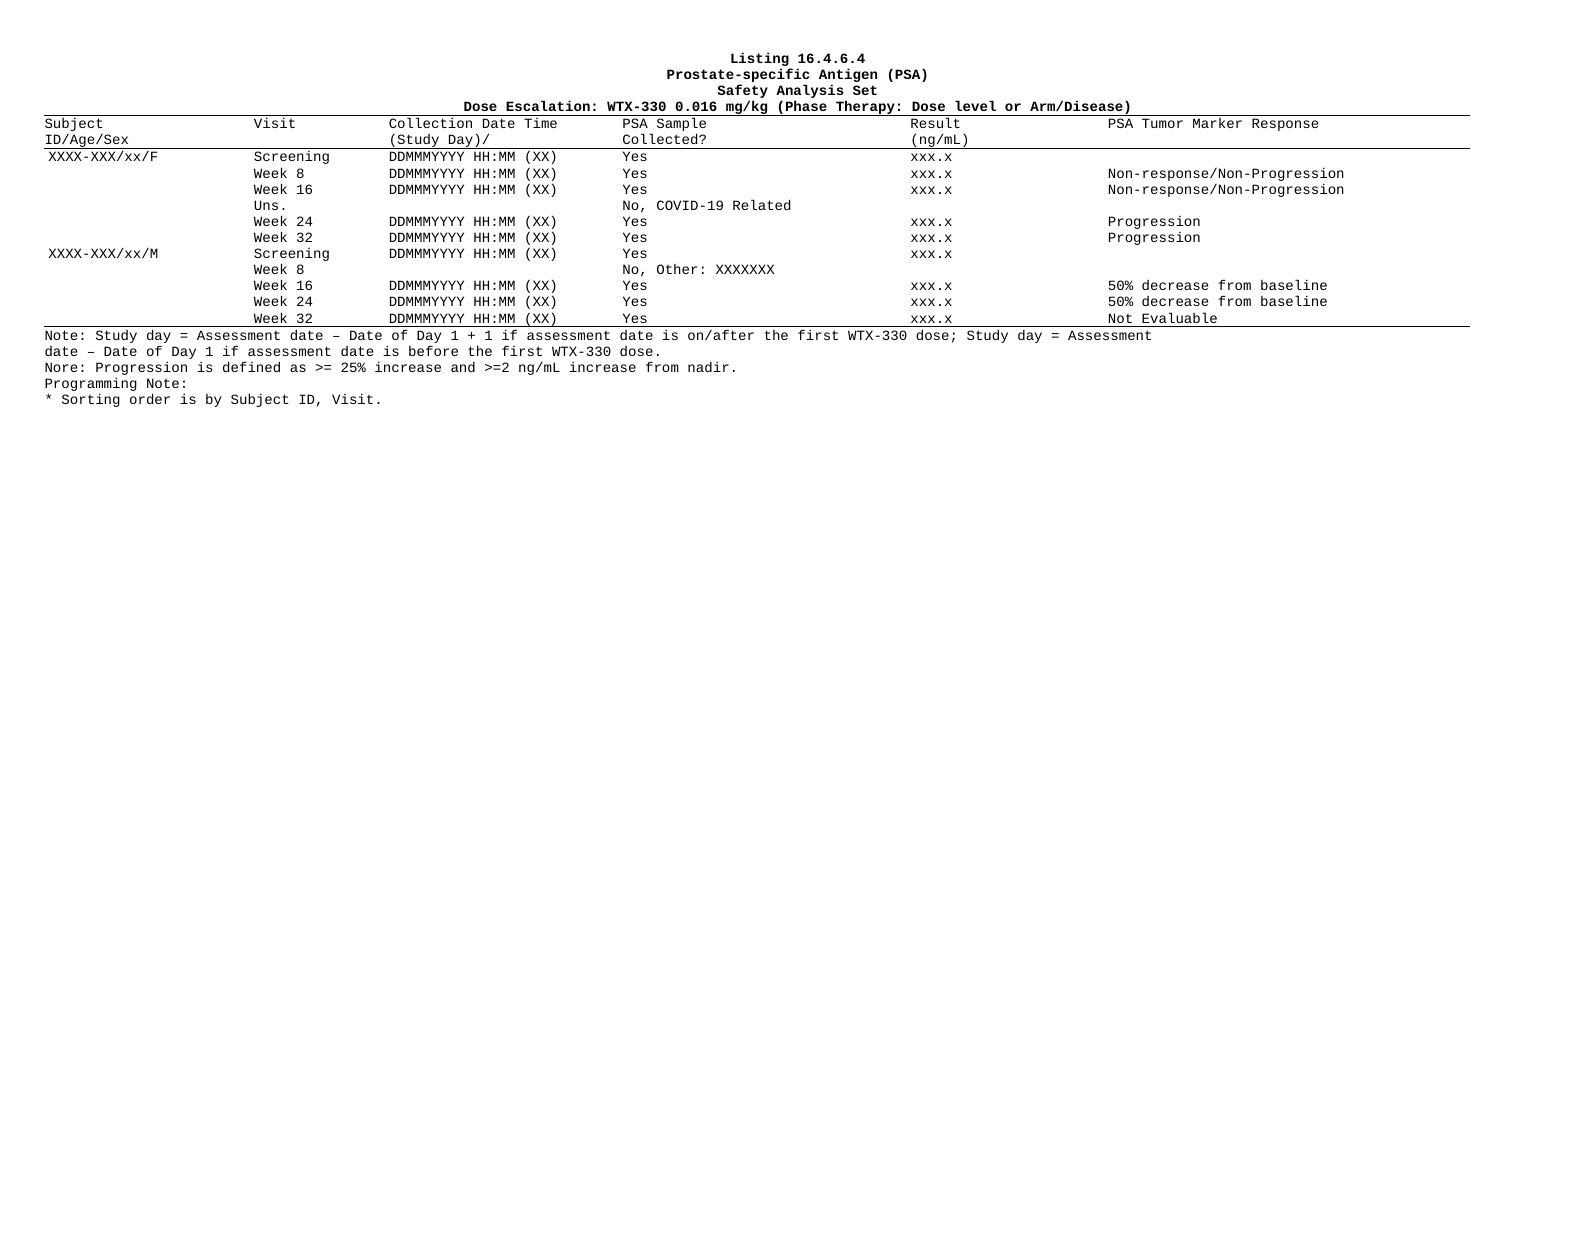 Listing 16.4.6.4
Prostate-specific Antigen (PSA)
Safety Analysis Set
Dose Escalation: WTX-330 0.016 mg/kg (Phase Therapy: Dose level or Arm/Disease)
Subject Visit Collection Date Time PSA Sample Result PSA Tumor Marker Response
ID/Age/Sex (Study Day)/ Collected? (ng/mL)
XXXX-XXX/xx/F Screening DDMMMYYYY HH:MM (XX) Yes xxx.x
Week 8 DDMMMYYYY HH:MM (XX) Yes xxx.x Non-response/Non-Progression
Week 16 DDMMMYYYY HH:MM (XX) Yes xxx.x Non-response/Non-Progression
Uns. No, COVID-19 Related
Week 24 DDMMMYYYY HH:MM (XX) Yes xxx.x Progression
Week 32 DDMMMYYYY HH:MM (XX) Yes xxx.x Progression
XXXX-XXX/xx/M Screening DDMMMYYYY HH:MM (XX) Yes xxx.x
Week 8 No, Other: XXXXXXX
Week 16 DDMMMYYYY HH:MM (XX) Yes xxx.x 50% decrease from baseline
Week 24 DDMMMYYYY HH:MM (XX) Yes xxx.x 50% decrease from baseline
Week 32 DDMMMYYYY HH:MM (XX) Yes xxx.x Not Evaluable
Note: Study day = Assessment date – Date of Day 1 + 1 if assessment date is on/after the first WTX-330 dose; Study day = Assessment
date – Date of Day 1 if assessment date is before the first WTX-330 dose.
Nore: Progression is defined as >= 25% increase and >=2 ng/mL increase from nadir.
Programming Note:
* Sorting order is by Subject ID, Visit.